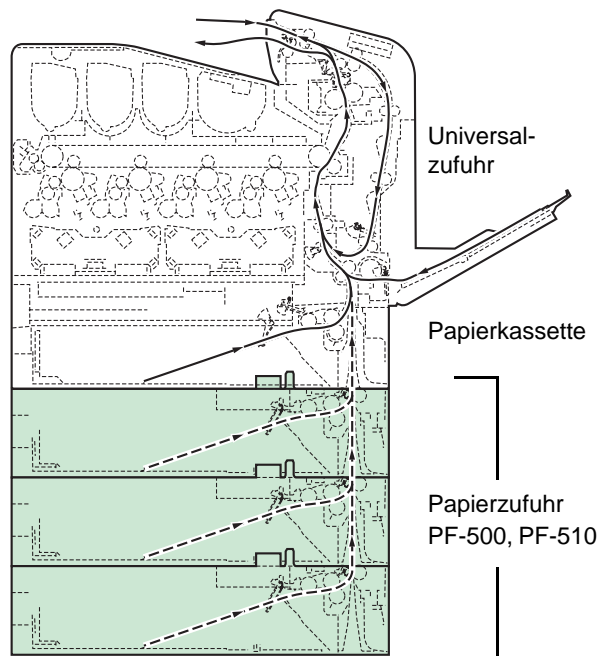 Universal-
zufuhr
Papierkassette
Papierzufuhr
PF-500, PF-510